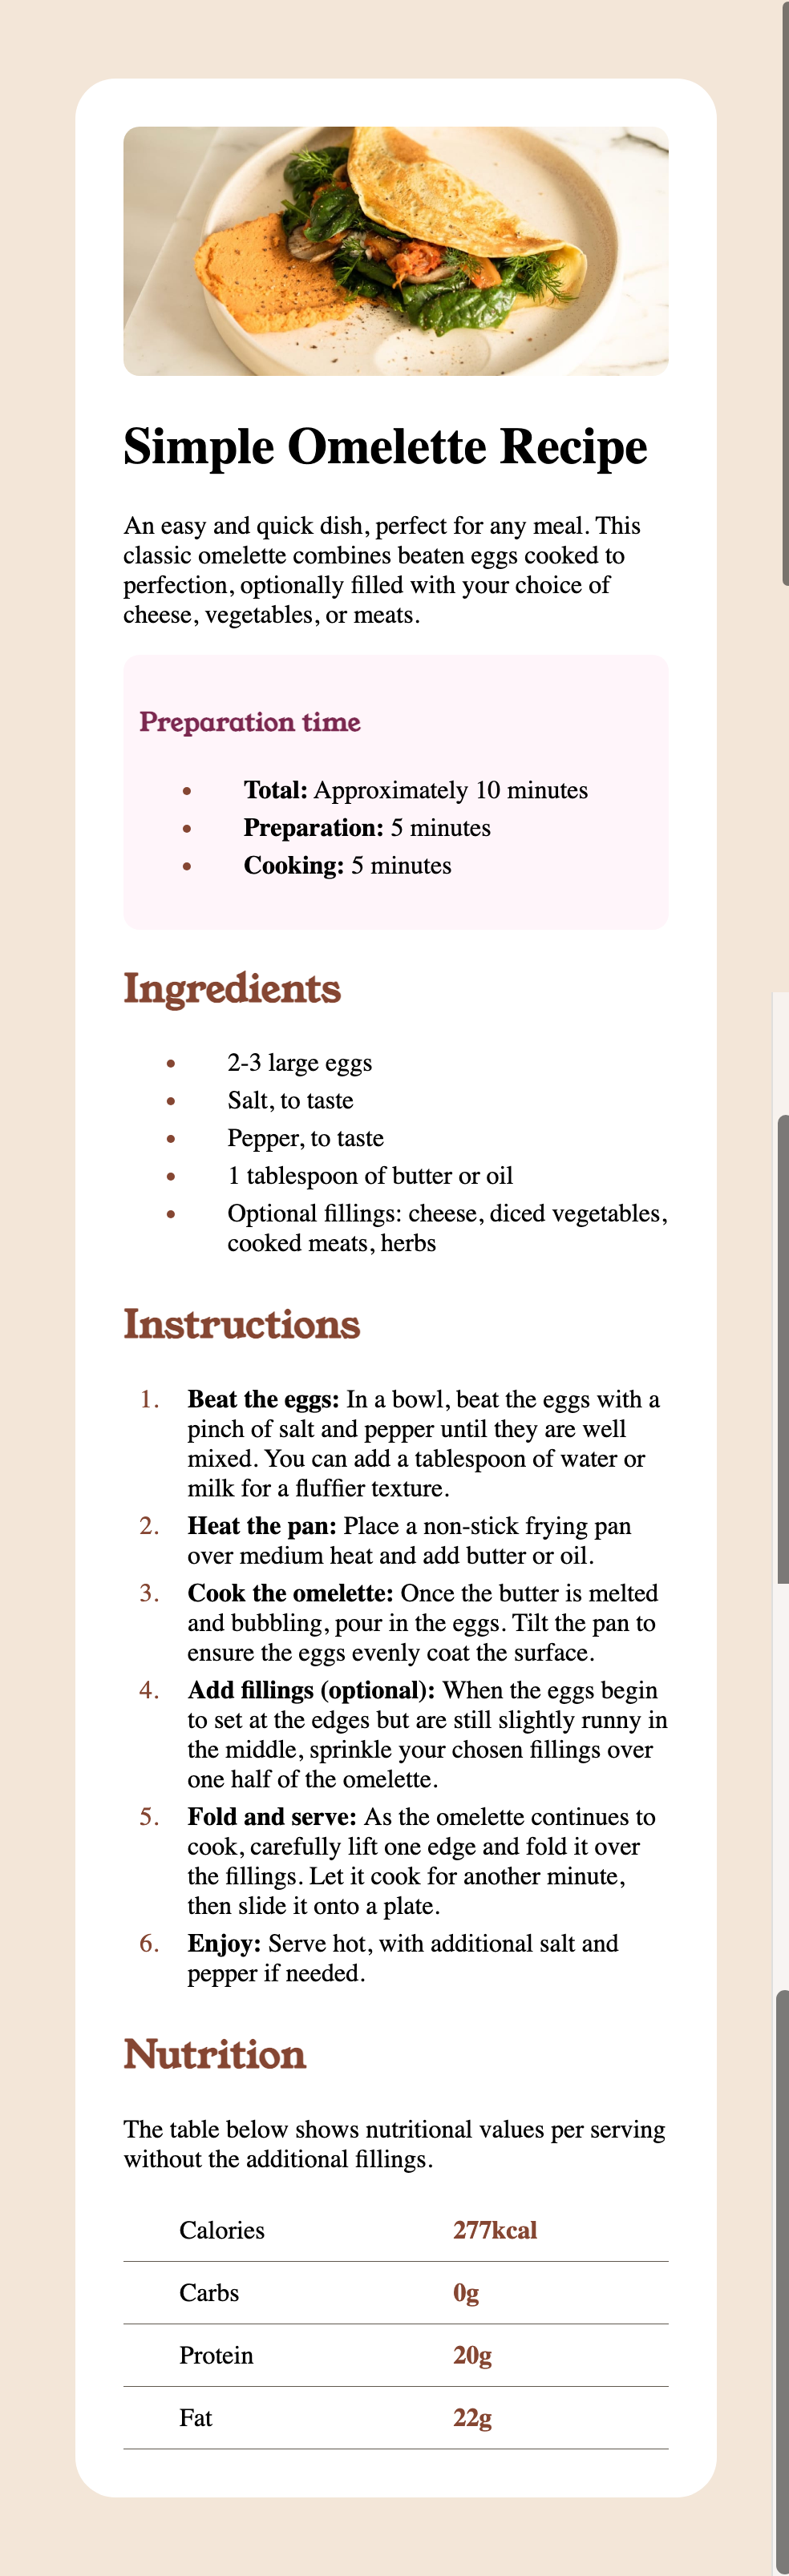 Simple Omelette Recipe
An easy and quick dish, perfect for any meal. This
classic omelette combines beaten eggs cooked to
perfection, optionally filled with your choice of
cheese, vegetables, or meats.
Preparation time
• Total: Approximately 10 minutes
• Preparation: 5 minutes
• Cooking: 5 minutes
Ingredients
• 2-3 large eggs
• Salt, to taste
• Pepper, to taste
• 1 tablespoon of butter or oil
• Optional fillings: cheese, diced vegetables,
cooked meats, herbs
Instructions
1. Beat the eggs: In a bowl, beat the eggs with a
pinch of salt and pepper until they are well
mixed. You can add a tablespoon of water or
milk for a fluffier texture.
2. Heat the pan: Place a non-stick frying pan
over medium heat and add butter or oil.
3. Cook the omelette: Once the butter is melted
and bubbling, pour in the eggs. Tilt the pan to
ensure the eggs evenly coat the surface.
4. Add fillings (optional): When the eggs begin
to set at the edges but are still slightly runny in
the middle, sprinkle your chosen fillings over
one half of the omelette.
5. Fold and serve: As the omelette continues to
cook, carefully lift one edge and fold it over
the fillings. Let it cook for another minute,
then slide it onto a plate.
6. Enjoy: Serve hot, with additional salt and
pepper if needed.
Nutrition
The table below shows nutritional values per serving
without the additional fillings.
Calories 277kcal
Carbs 0g
Protein 20g
Fat 22g